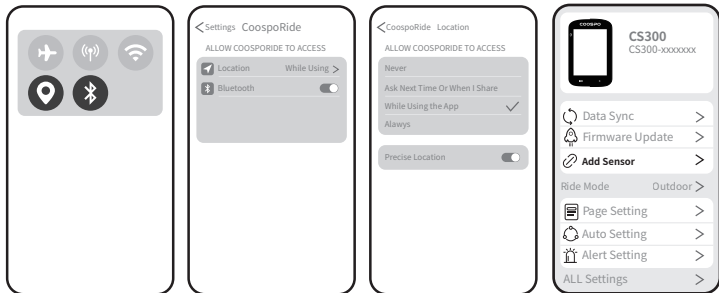 Settings CoospoRide
ALLOW COOSPORIDE TO ACCESS
Location While Using
Bluetooth
CoospoRide Location
ALLOW COOSPORIDE TO ACCESS
Never
Ask Next Time Or When I Share
While Using the App
Alawys
Precise Location
COOSPO
CS300
CS300-xxxxxxx
Data Sync
Firmware Update
Add Sensor
Ride Mode Outdoor
Page Setting
Auto Setting
Alert Setting
ALL Settings